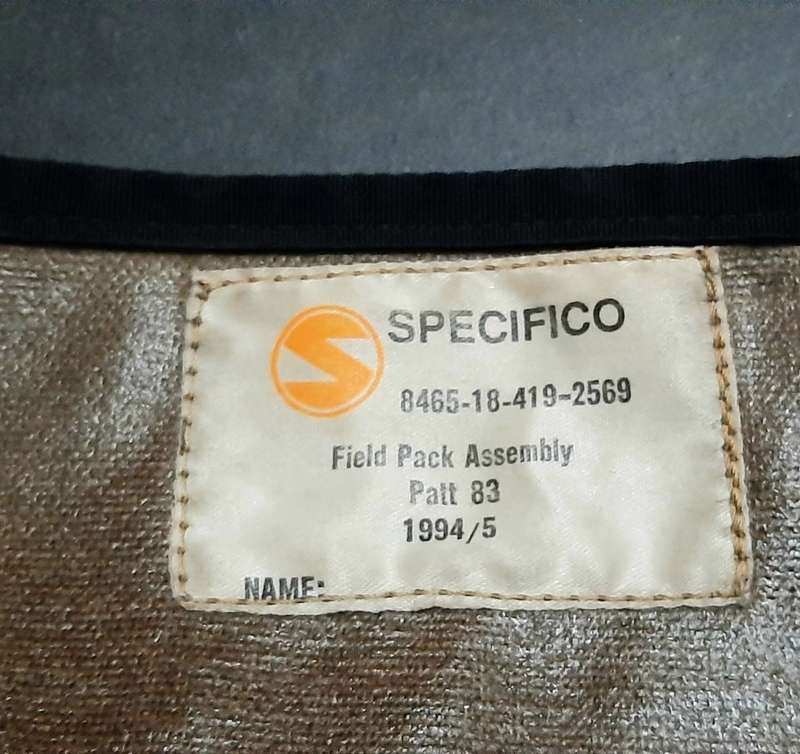 SPECIFICO
8465-18-419-2569
Field Pack Assembly
Patt 83
1994/5
NAME: